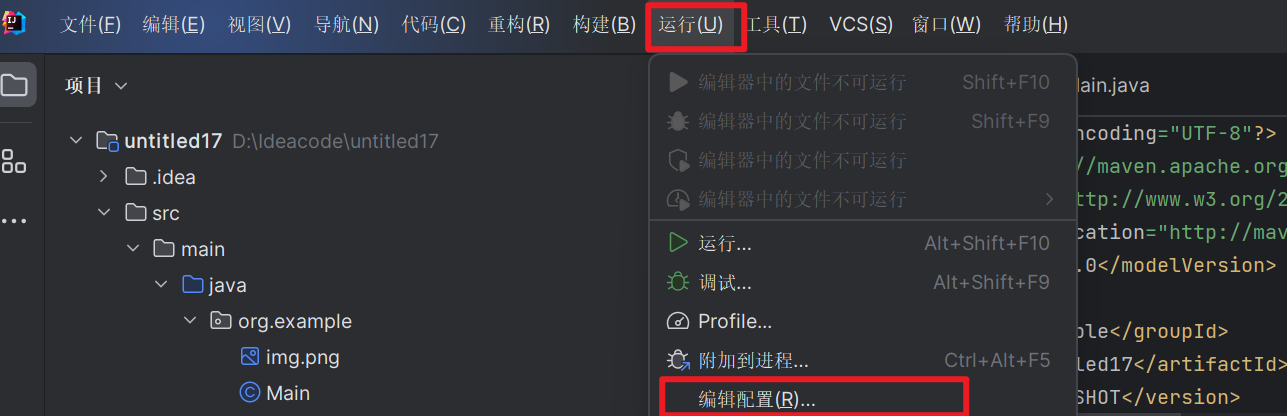 文件(F) 编辑(E) 视图(V) 导航(N) 代码(C) 重构(R) 构建(B) 运行(U) 工具(T) VCS(S) 窗口(W) 帮助(H)
项目
untitled17 D:\Ideacode\untitled17
.idea
src
main
java
org.example
img.png
Main
编辑器中的文件不可运行 Shift+F10
编辑器中的文件不可运行 Shift+F9
编辑器中的文件不可运行
编辑器中的文件不可运行
运行... Alt+Shift+F10
调试... Alt+Shift+F9
Profile...
附加到进程... Ctrl+Alt+F5
编辑配置(R)...
ain.java
ncoding="UTF-8"?>
//maven.apache.org
ttp://www.w3.org/2
cation="http://mav
.0</modelVersion>
ple</groupId>
led17</artifactId>
SHOT</version>